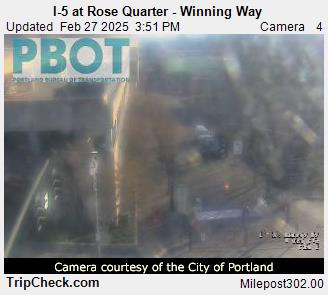 I-5 at Rose Quarter - Winning Way
Updated Feb 27 2025 3:51 PM Camera 4
PBOT
PORTLAND BUREAU OF TRANSPORTATION
Camera courtesy of the City of Portland
TripCheck.com Milepost302.00